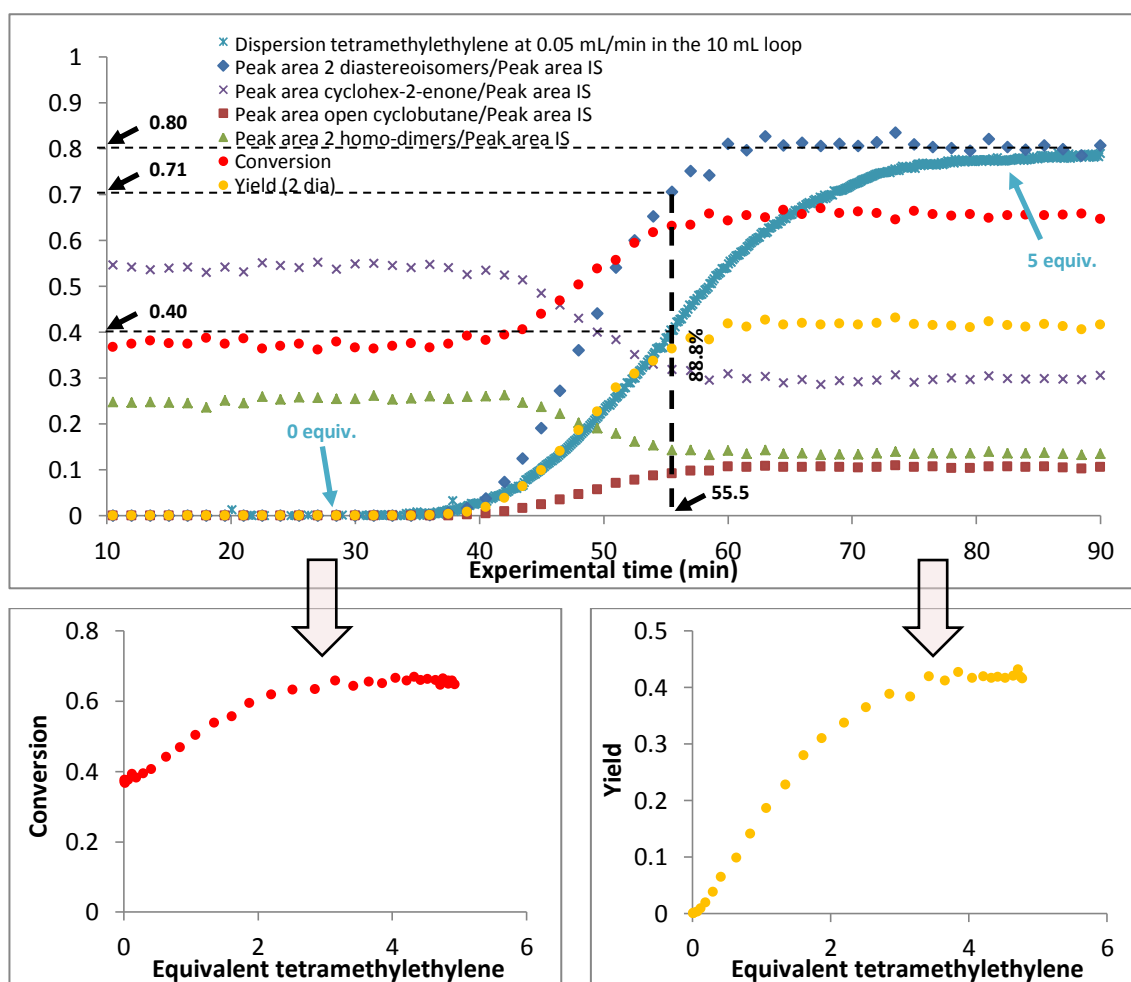 Dispersion tetramethylethylene at 0.05 mL/min in the 10 mL loop
Peak area 2 diastereoisomers/Peak area IS
Peak area cyclohex-2-enone/Peak area IS
Peak area open cyclobutane/Peak area IS
Peak area 2 homo-dimers/Peak area IS
Conversion
Yield (2 dia)
1
0.9
0.8
0.7
0.6
0.5
0.4
0.3
0.2
0.1
0
0.80
0.71
0.40
0 equiv.
5 equiv.
88.8%
55.5
10 20 30 40 50 60 70 80 90
Experimental time (min)
0.8
0.6
0.4
0.2
0
Conversion
0 2 4 6
Equivalent tetramethylethylene
0.5
0.4
0.3
0.2
0.1
0
Yield
0 2 4 6
Equivalent tetramethylethylene